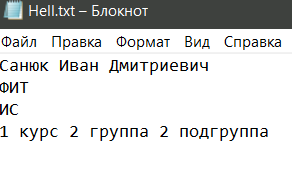 Hell.txt – Блокнот
Файл Правка Формат Вид Справка
Санюк Иван Дмитриевич
ФИТ
ИС
1 курс 2 группа 2 подгруппа